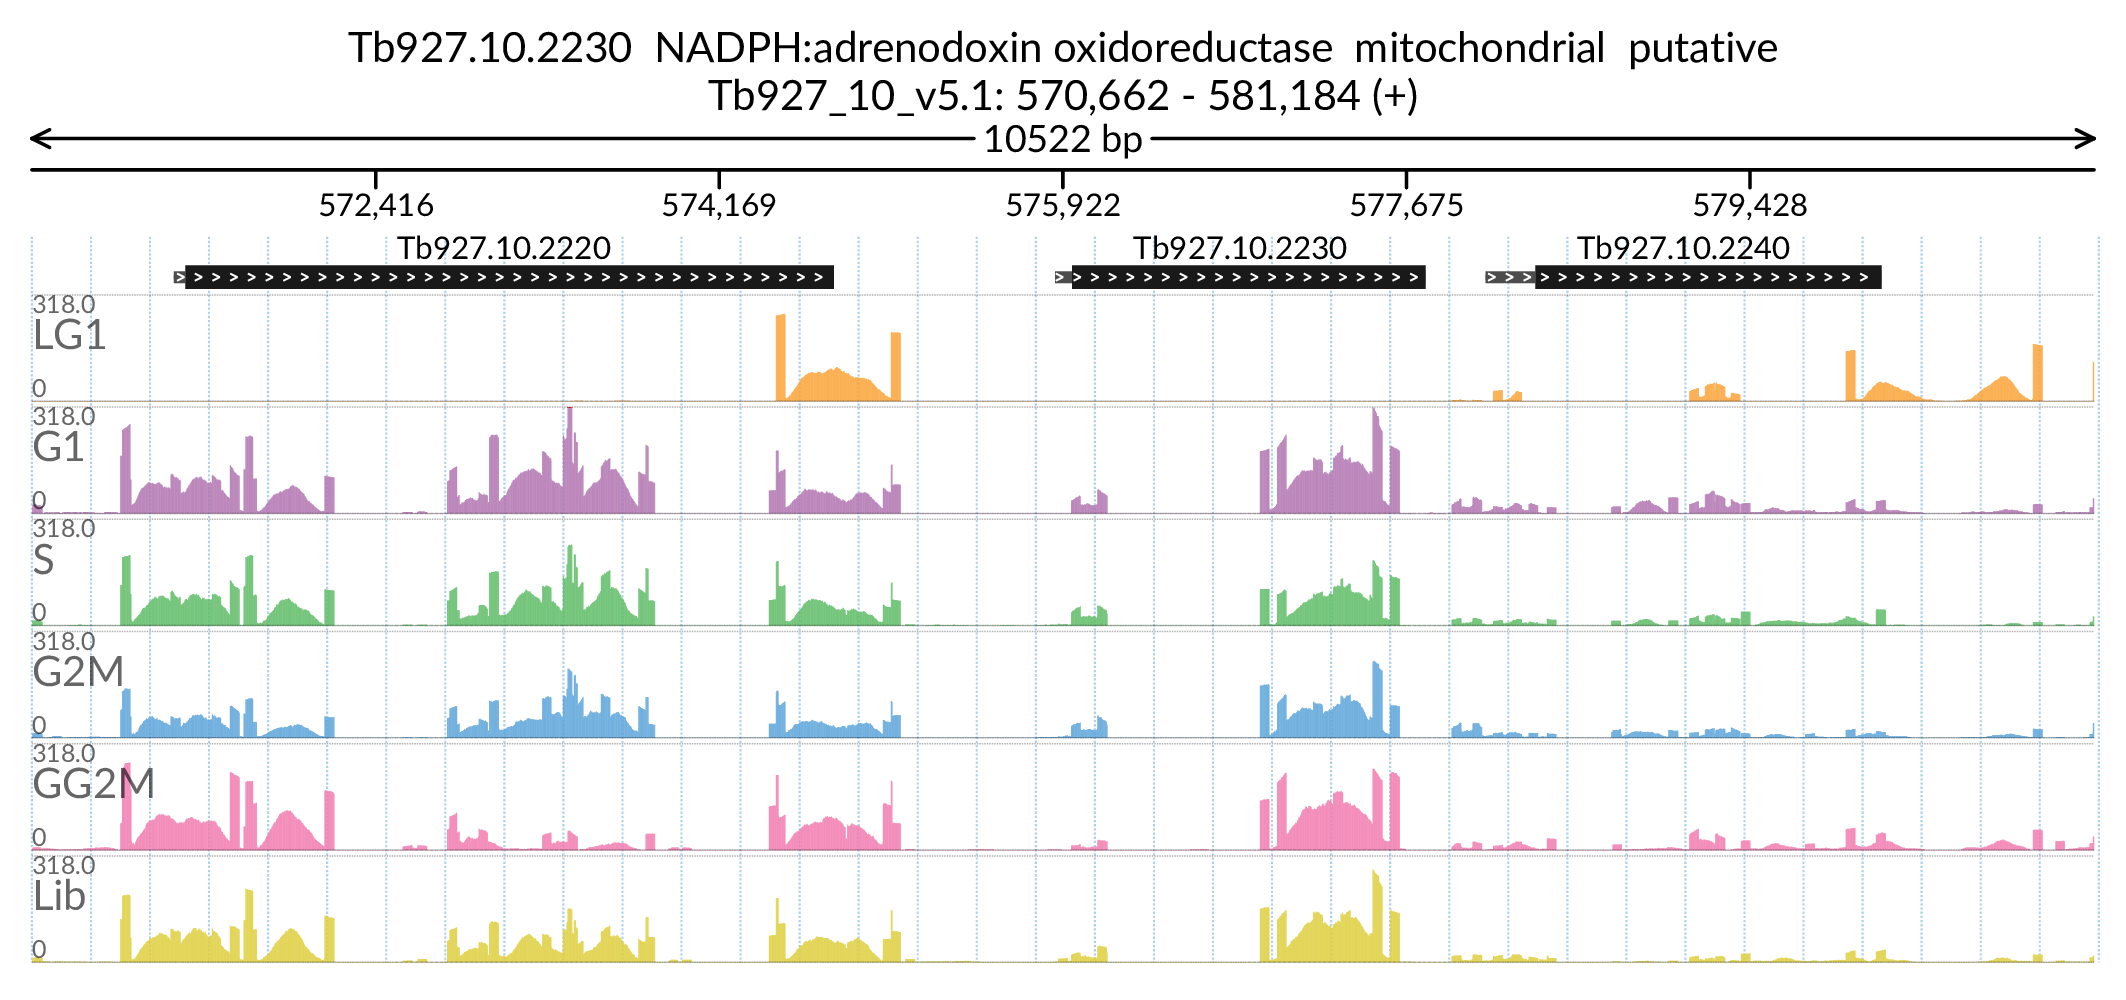 Tb927.10.2230 NADPH:adrenodoxin oxidoreductase mitochondrial putative
Tb927_10_v5.1: 570,662 - 581,184 (+)
10522 bp
572,416 574,169 575,922 577,675 579,428
Tb927.10.2220 Tb927.10.2230 Tb927.10.2240
318.0
LG1
0
318.0
G1
0
318.0
S
0
318.0
G2M
0
318.0
GG2M
0
318.0
Lib
0